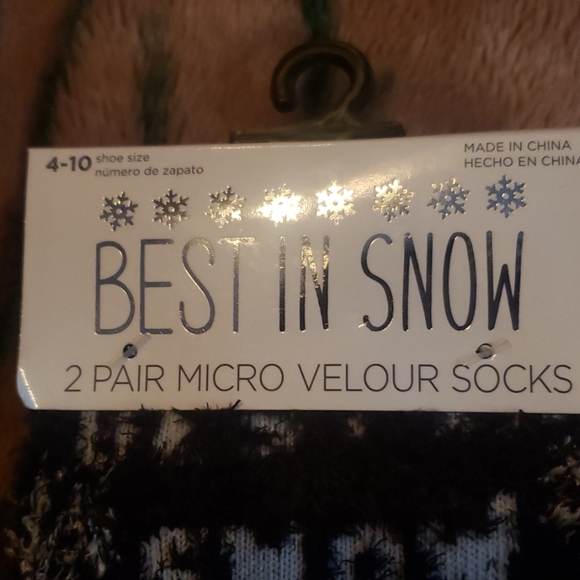 4-10 shoe size
número de zapato
MADE IN CHINA
HECHO EN CHINA
BEST IN SNOW
2 PAIR MICRO VELOUR SOCKS